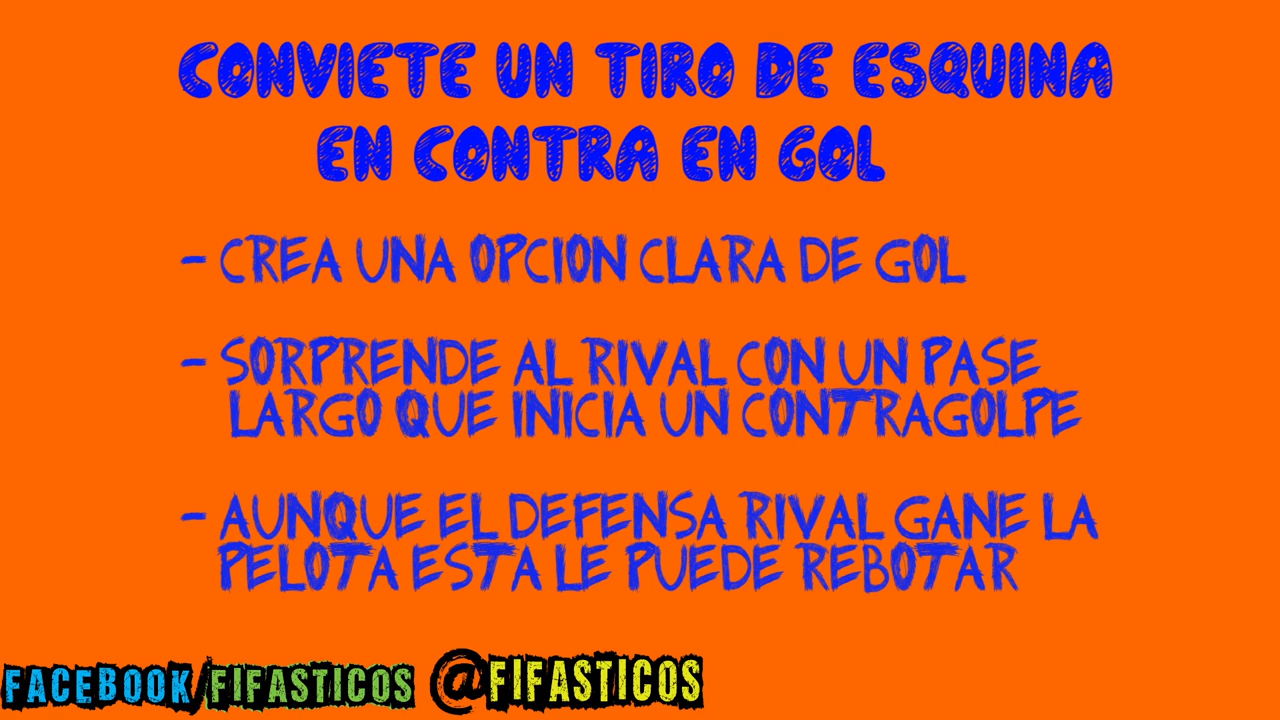 CONVIETE UN TIRO DE ESQUINA
EN CONTRA EN GOL
- CREA UNA OPCION CLARA DE GOL
- SORPRENDE AL RIVAL CON UN PASE
LARGO QUE INICIA UN CONTRAGOLPE
- AUNQUE EL DEFENSA RIVAL GANE LA
PELOTA ESTA LE PUEDE REBOTAR
FACEBOOK/FIFASTICOS @FIFASTICOS